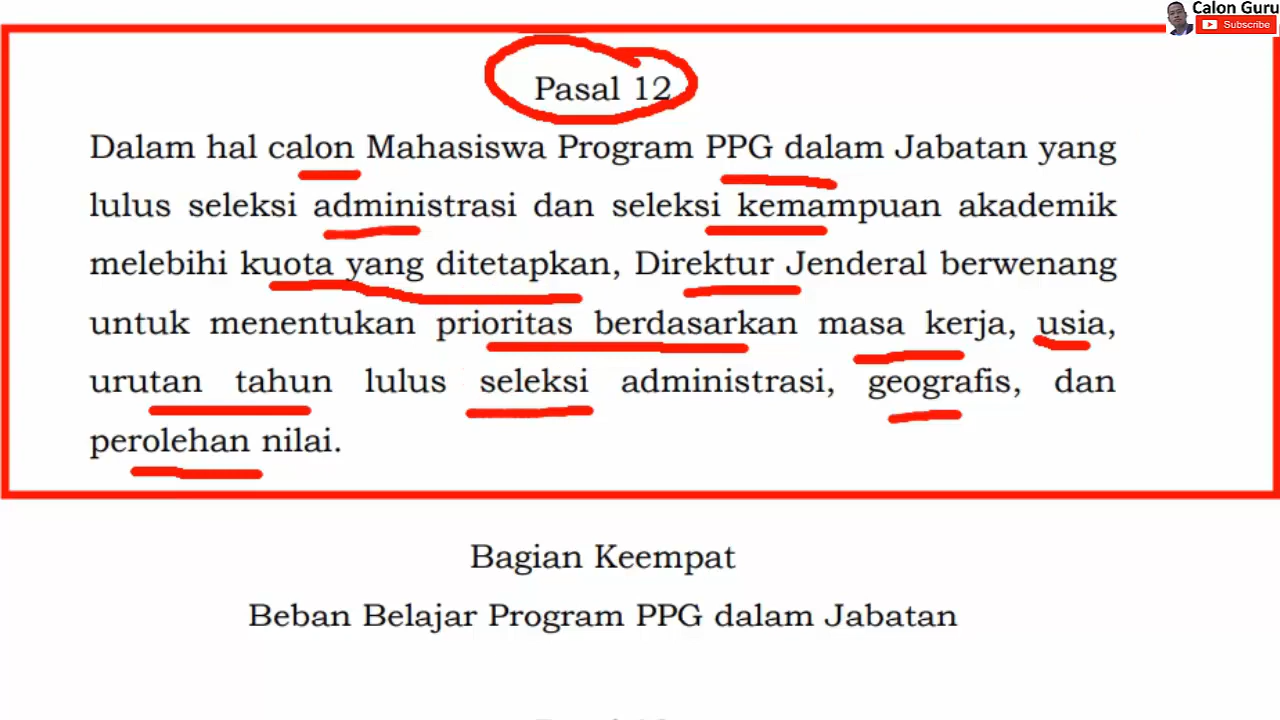 Calon Guru
Subscribe
Pasal 12
Dalam hal calon Mahasiswa Program PPG dalam Jabatan yang
lulus seleksi administrasi dan seleksi kemampuan akademik
melebihi kuota yang ditetapkan, Direktur Jenderal berwenang
untuk menentukan prioritas berdasarkan masa kerja, usia,
urutan tahun lulus seleksi administrasi, geografis, dan
perolehan nilai.
Bagian Keempat
Beban Belajar Program PPG dalam Jabatan